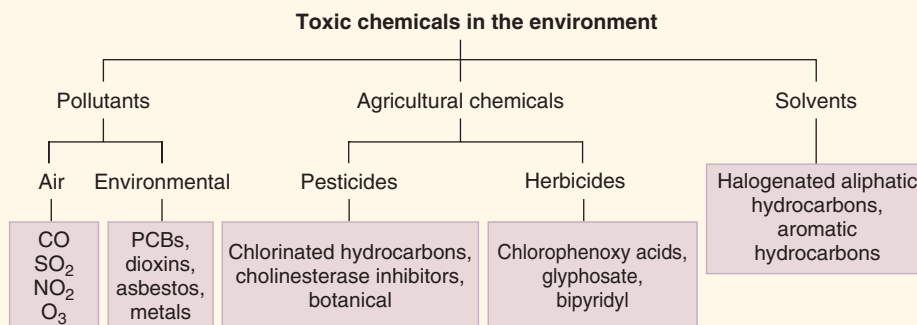 Toxic chemicals in the environment
Pollutants
Agricultural chemicals
Solvents
Air
Environmental
Pesticides
Herbicides
CO
SO₂
NO₂
O₃
PCBs,
dioxins,
asbestos,
metals
Chlorinated hydrocarbons,
cholinesterase inhibitors,
botanical
Chlorophenoxy acids,
glyphosate,
bipyridyl
Halogenated aliphatic
hydrocarbons,
aromatic
hydrocarbons